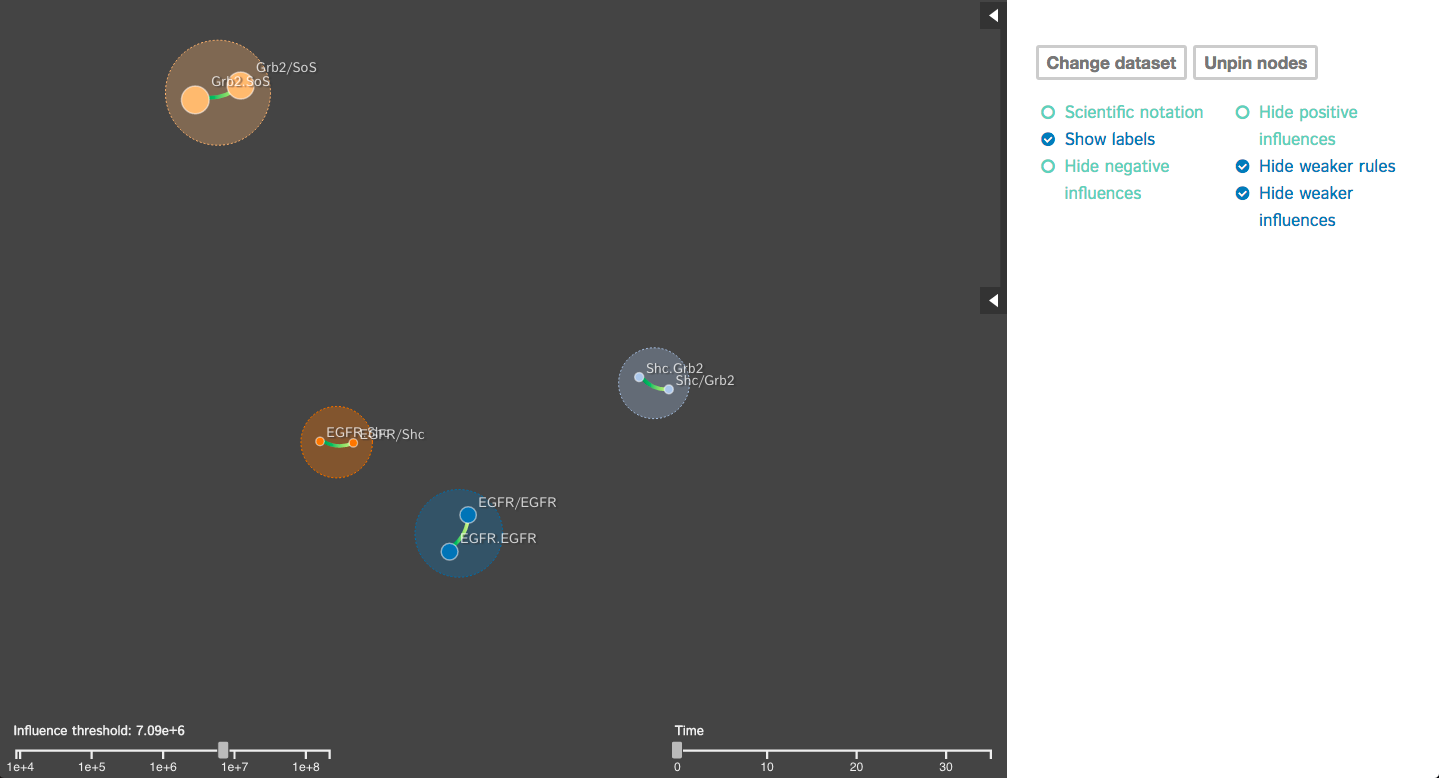 Grb2/SoS
Grb2.SoS
Shc.Grb2
Shc/Grb2
EGFR.Shc
EGFR/Shc
EGFR/EGFR
EGFR.EGFR
Influence threshold: 7.09e+6
1e+4 1e+5 1e+6 1e+7 1e+8
Time
0 10 20 30
Change dataset
Unpin nodes
Scientific notation
Show labels
Hide negative
influences
Hide positive
influences
Hide weaker rules
Hide weaker
influences